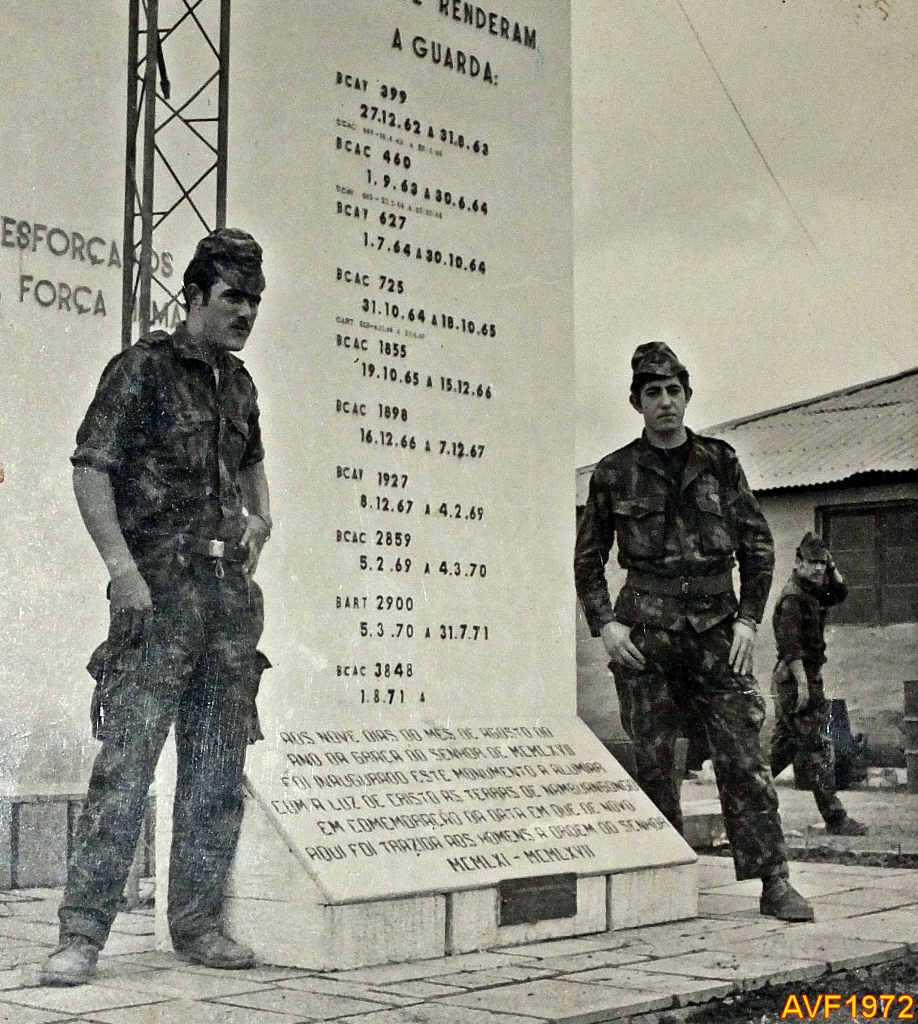 RENDERAM
A GUARDA:
BCAV 399
27.12.62 A 31.8.63
BCAC 460
1.9.63 A 30.6.64
BCAV 627
1.7.64 A 30.10.64
BCAC 725
31.10.64 A 18.10.65
BCAC 1855
19.10.65 A 15.12.66
BCAC 1898
16.12.66 A 7.12.67
BCAV 1927
8.12.67 A 4.2.69
BCAC 2859
5.2.69 A 4.3.70
BART 2900
5.3.70 A 31.7.71
BCAC 3848
1.8.71 A
ESFORÇA OS
FORÇA
AOS NOVE DIAS DO MES DE AGOSTO DO
ANO DA GRAÇA DO SENHOR DE MCMLXVII
FOI INAUGURADO ESTE MONUMENTO A ALUMIAR
COM A LUZ DE CRISTO AS TERRAS DE NAMBUANGONGO
EM COMEMORAÇÃO DA DATA EM QUE DE NOVO
AQUI FOI TRAZIDA AOS HOMENS A ORDEM DO SENHOR
MCMLXI - MCMLXVII
AVF1972